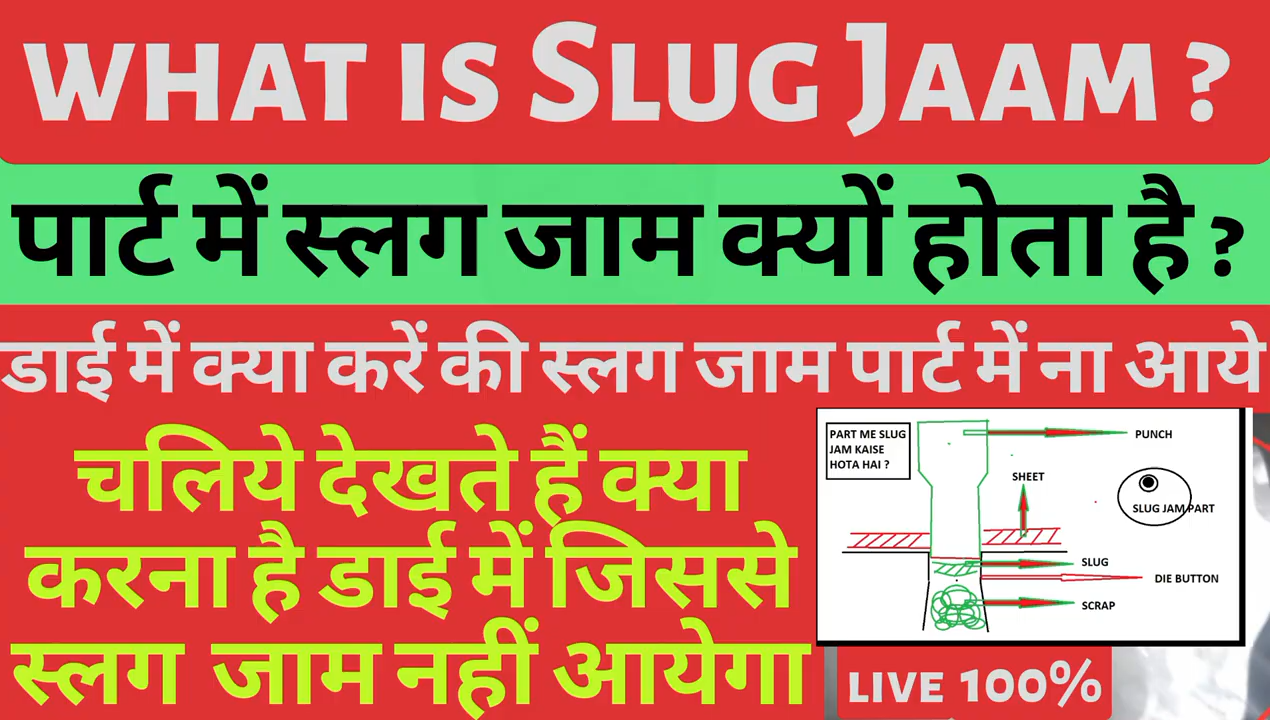 WHAT IS SLUG JAAM ?
पार्ट में स्लग जाम क्यों होता है ?
डाई में क्या करें की स्लग जाम पार्ट में ना आये
चलिये देखते हैं क्या
करना है डाई में जिससे
स्लग जाम नहीं आयेगा
PART ME SLUG
JAM KAISE
HOTA HAI ?
PUNCH
SHEET
SLUG JAM PART
SLUG
DIE BUTTON
SCRAP
LIVE 100%